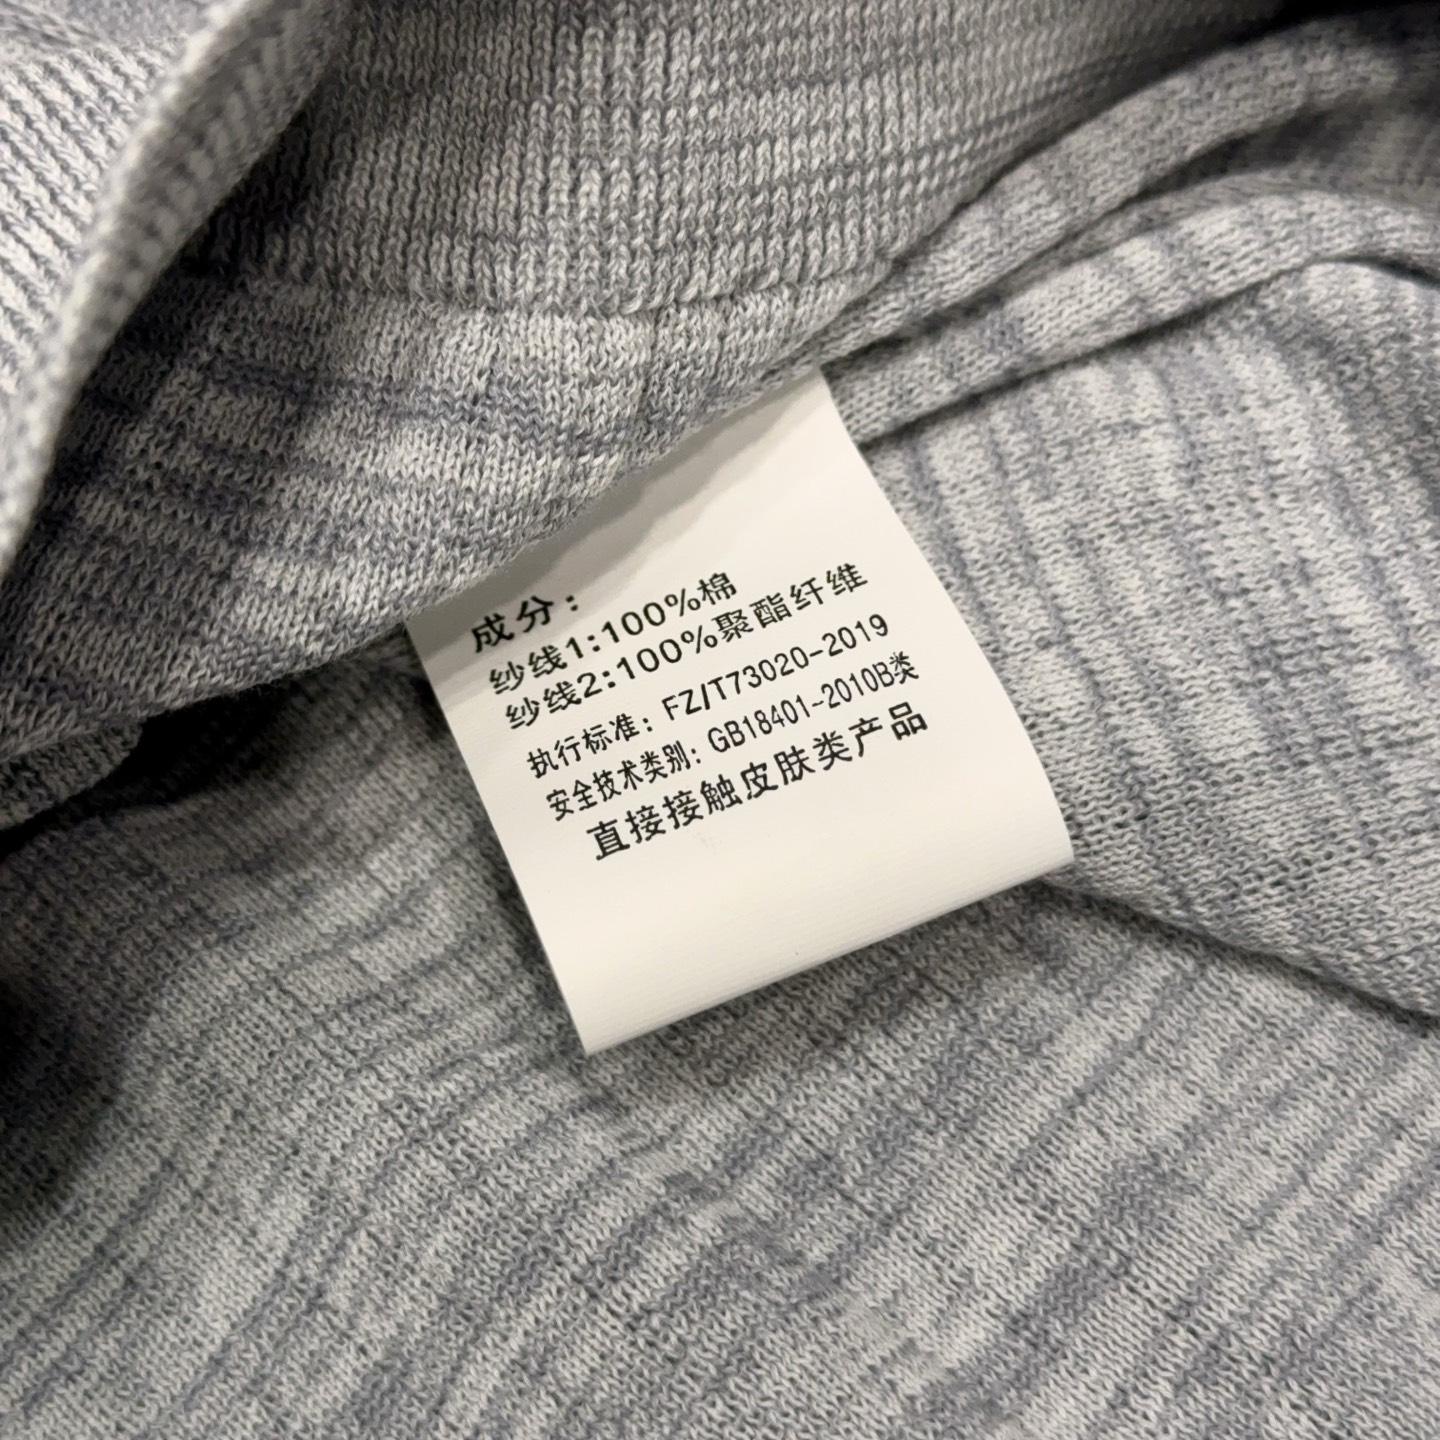 成分：
纱线1:100%棉
纱线2:100%聚酯纤维
执行标准：FZ/T73020-2019
安全技术类别：GB18401-2010B类
直接接触皮肤类产品